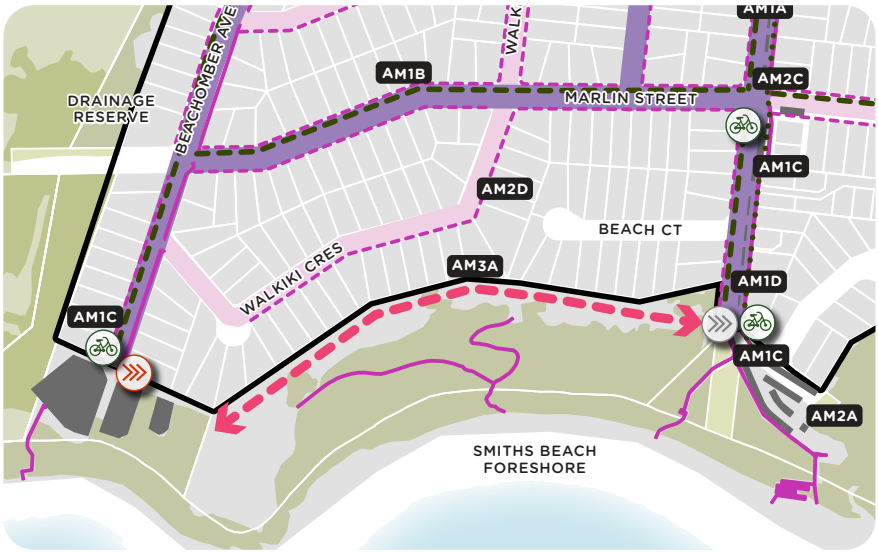 AM1A
WALK
BEACHOMBER AVE
AM1B
AM2C
DRAINAGE
RESERVE
MARLIN STREET
AM1C
AM2D
BEACH CT
WALKIKI CRES
AM3A
AM1D
AM1C
AM1C
AM2A
SMITHS BEACH
FORESHORE